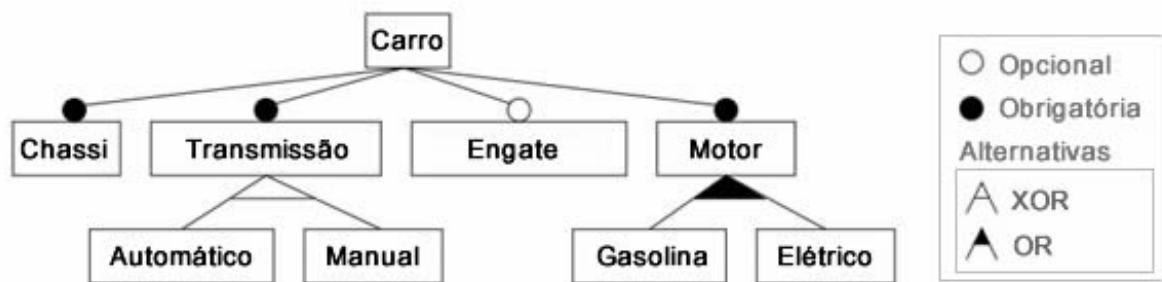 Carro
Chassi
Transmissão
Engate
Motor
Automático
Manual
Gasolina
Elétrico
Opcional
Obrigatória
Alternativas
XOR
OR